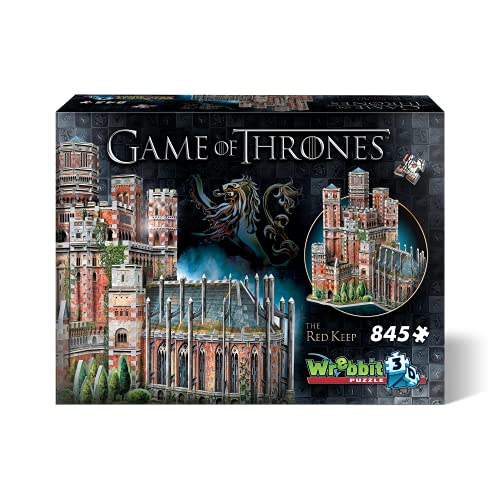 GAME OF THRONES
THE
RED KEEP
845
Wrebbit
PUZZLE
3D